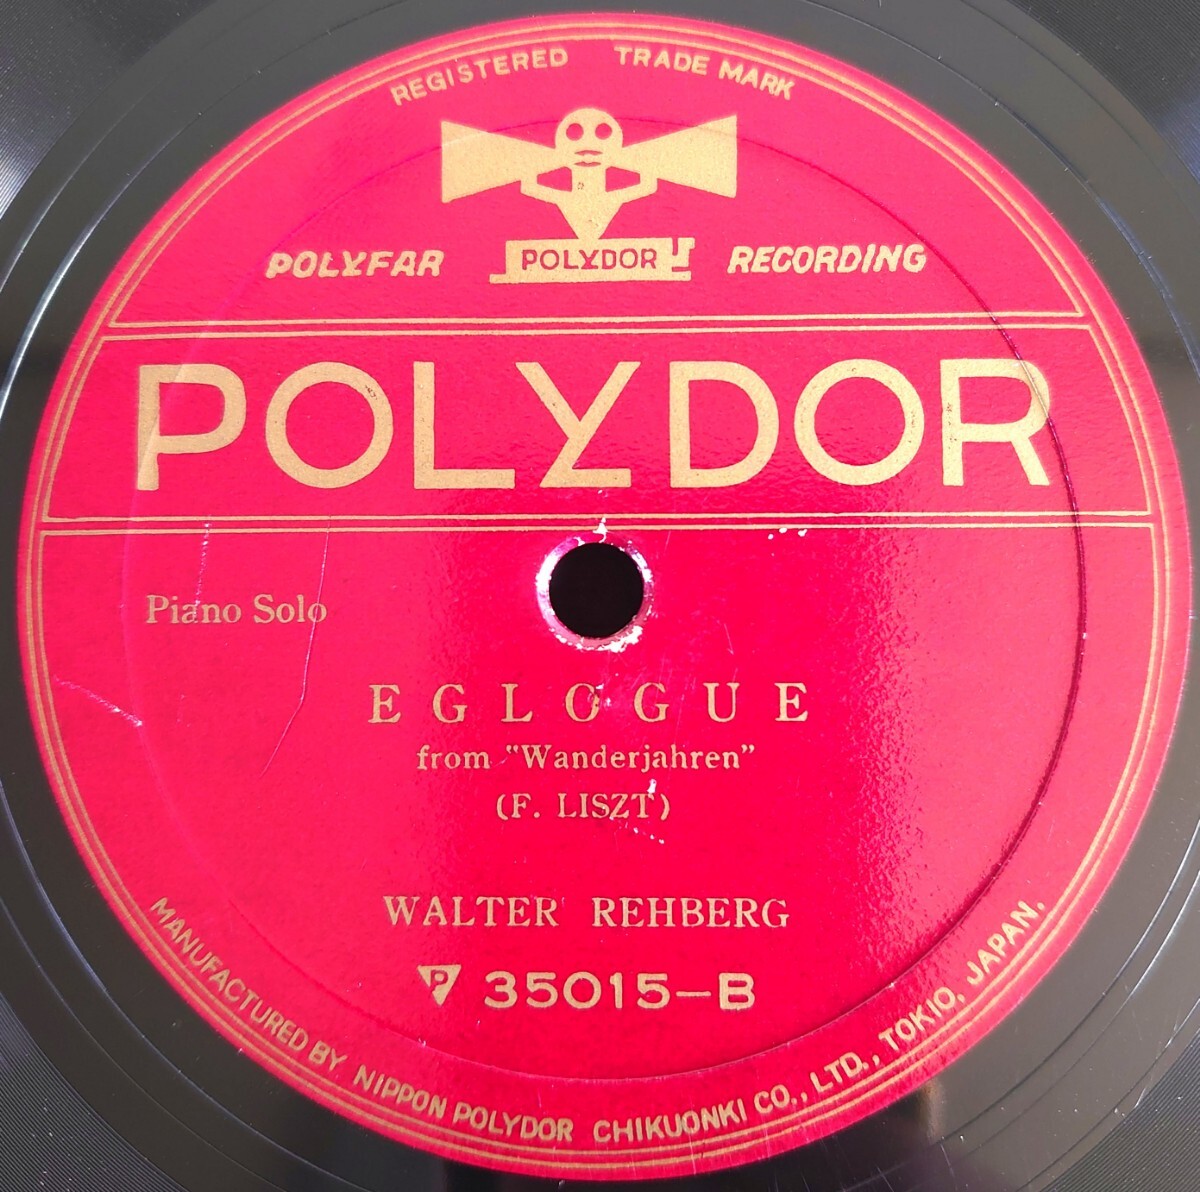 REGISTERED TRADE MARK
POLYFAR POLYDOR RECORDING
POLYDOR
Piano Solo
EGLOGUE
from "Wanderjahren"
(F. LISZT)
WALTER REHBERG
P 35015-B
MANUFACTURED BY NIPPON POLYDOR CHIKUONKI CO., LTD., TOKIO, JAPAN.